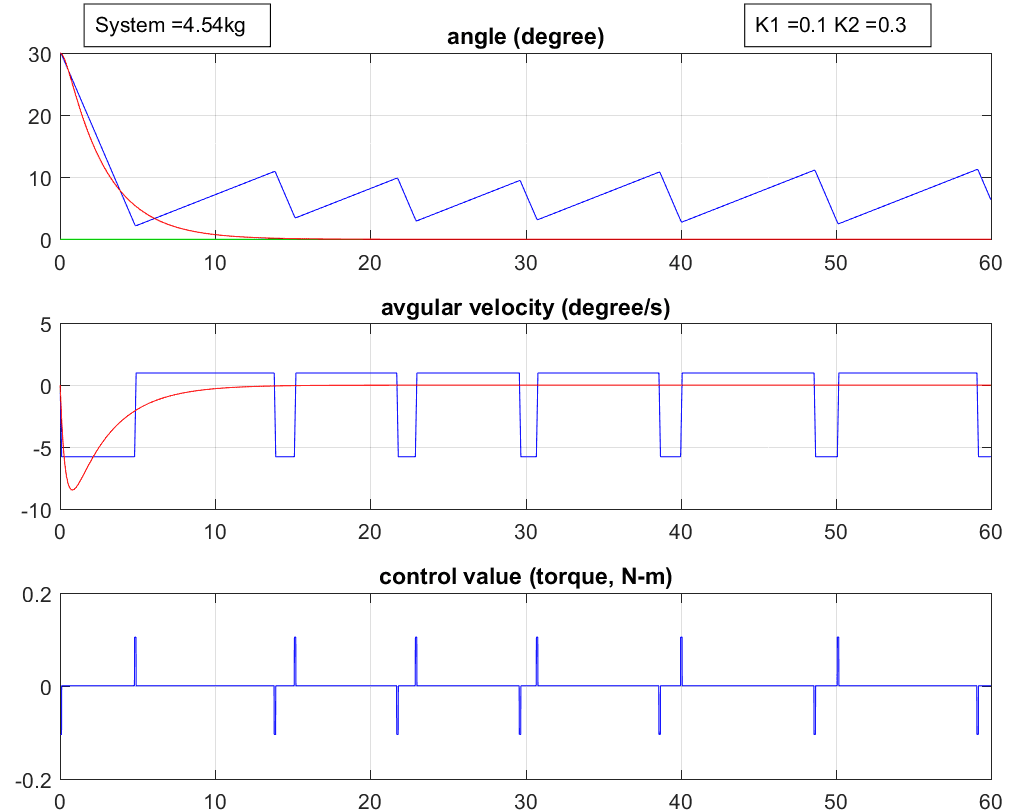 System =4.54kg
K1 =0.1 K2 =0.3
angle (degree)
30
20
10
0
0 10 20 30 40 50 60
avgular velocity (degree/s)
5
0
-5
-10
0 10 20 30 40 50 60
control value (torque, N-m)
0.2
0
-0.2
0 10 20 30 40 50 60